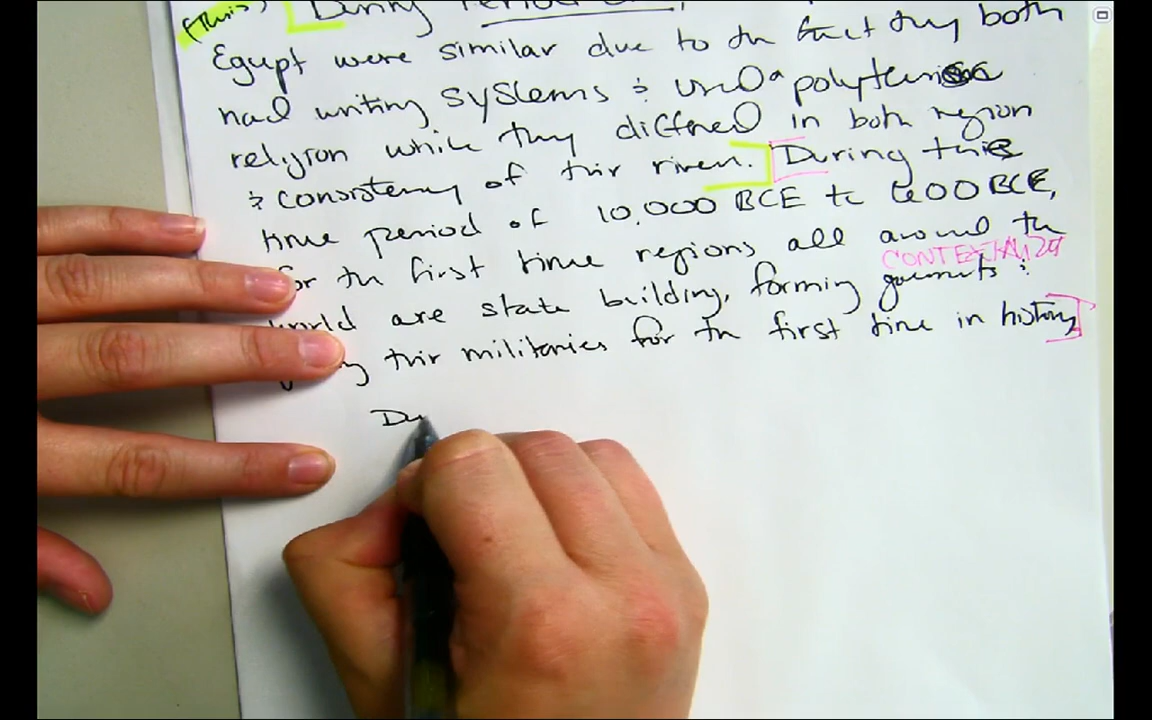 (Thesis) During Period
Egypt were similar due to the fact they both
had writing systems & used a polytheistic
religion while they differed in both region
& consistency of their rivers. During this
time period of 10,000 BCE to 600 BCE,
for the first time regions all around the
CONTEXTUALIZA
world are state building, forming governments &
their militaries for the first time in history
Du